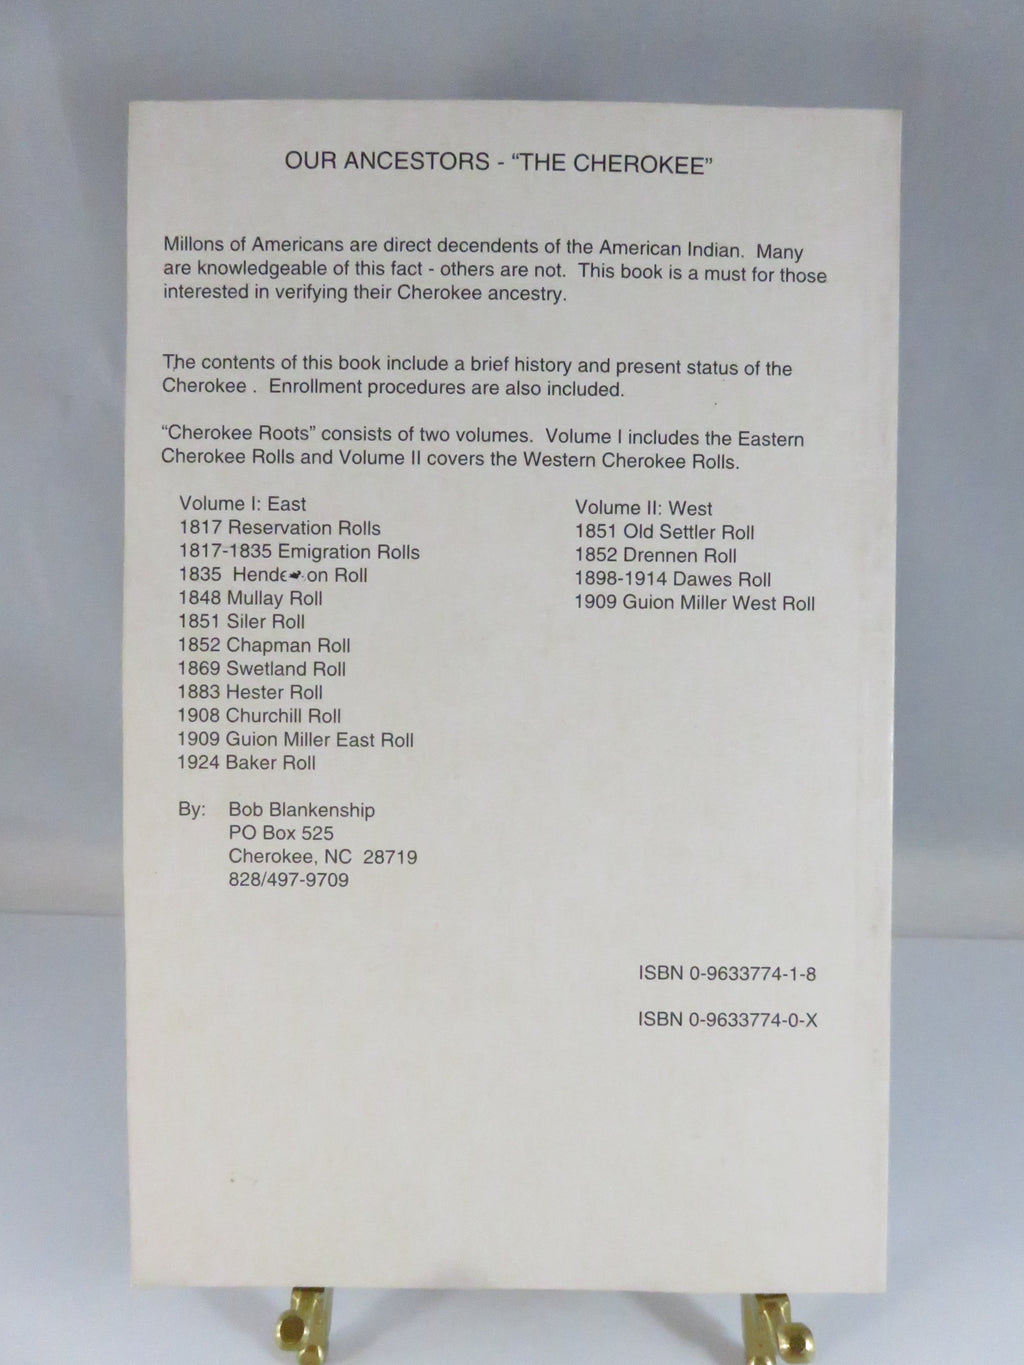 OUR ANCESTORS - “THE CHEROKEE”
Millons of Americans are direct decendents of the American Indian. Many
are knowledgeable of this fact - others are not. This book is a must for those
interested in verifying their Cherokee ancestry.
The contents of this book include a brief history and present status of the
Cherokee . Enrollment procedures are also included.
“Cherokee Roots” consists of two volumes. Volume I includes the Eastern
Cherokee Rolls and Volume II covers the Western Cherokee Rolls.
Volume I: East
1817 Reservation Rolls
1817-1835 Emigration Rolls
1835 Roll
1848 Mullay Roll
1851 Siler Roll
1852 Chapman Roll
1869 Swetland Roll
1883 Hester Roll
1908 Churchill Roll
1909 Guion Miller East Roll
1924 Baker Roll
Volume II: West
1851 Old Settler Roll
1852 Drennen Roll
1898-1914 Dawes Roll
1909 Guion Miller West Roll
By: Bob Blankenship
PO Box 525
Cherokee, NC 28719
828/497-9709
ISBN 0-9633774-1-8
ISBN 0-9633774-0-X